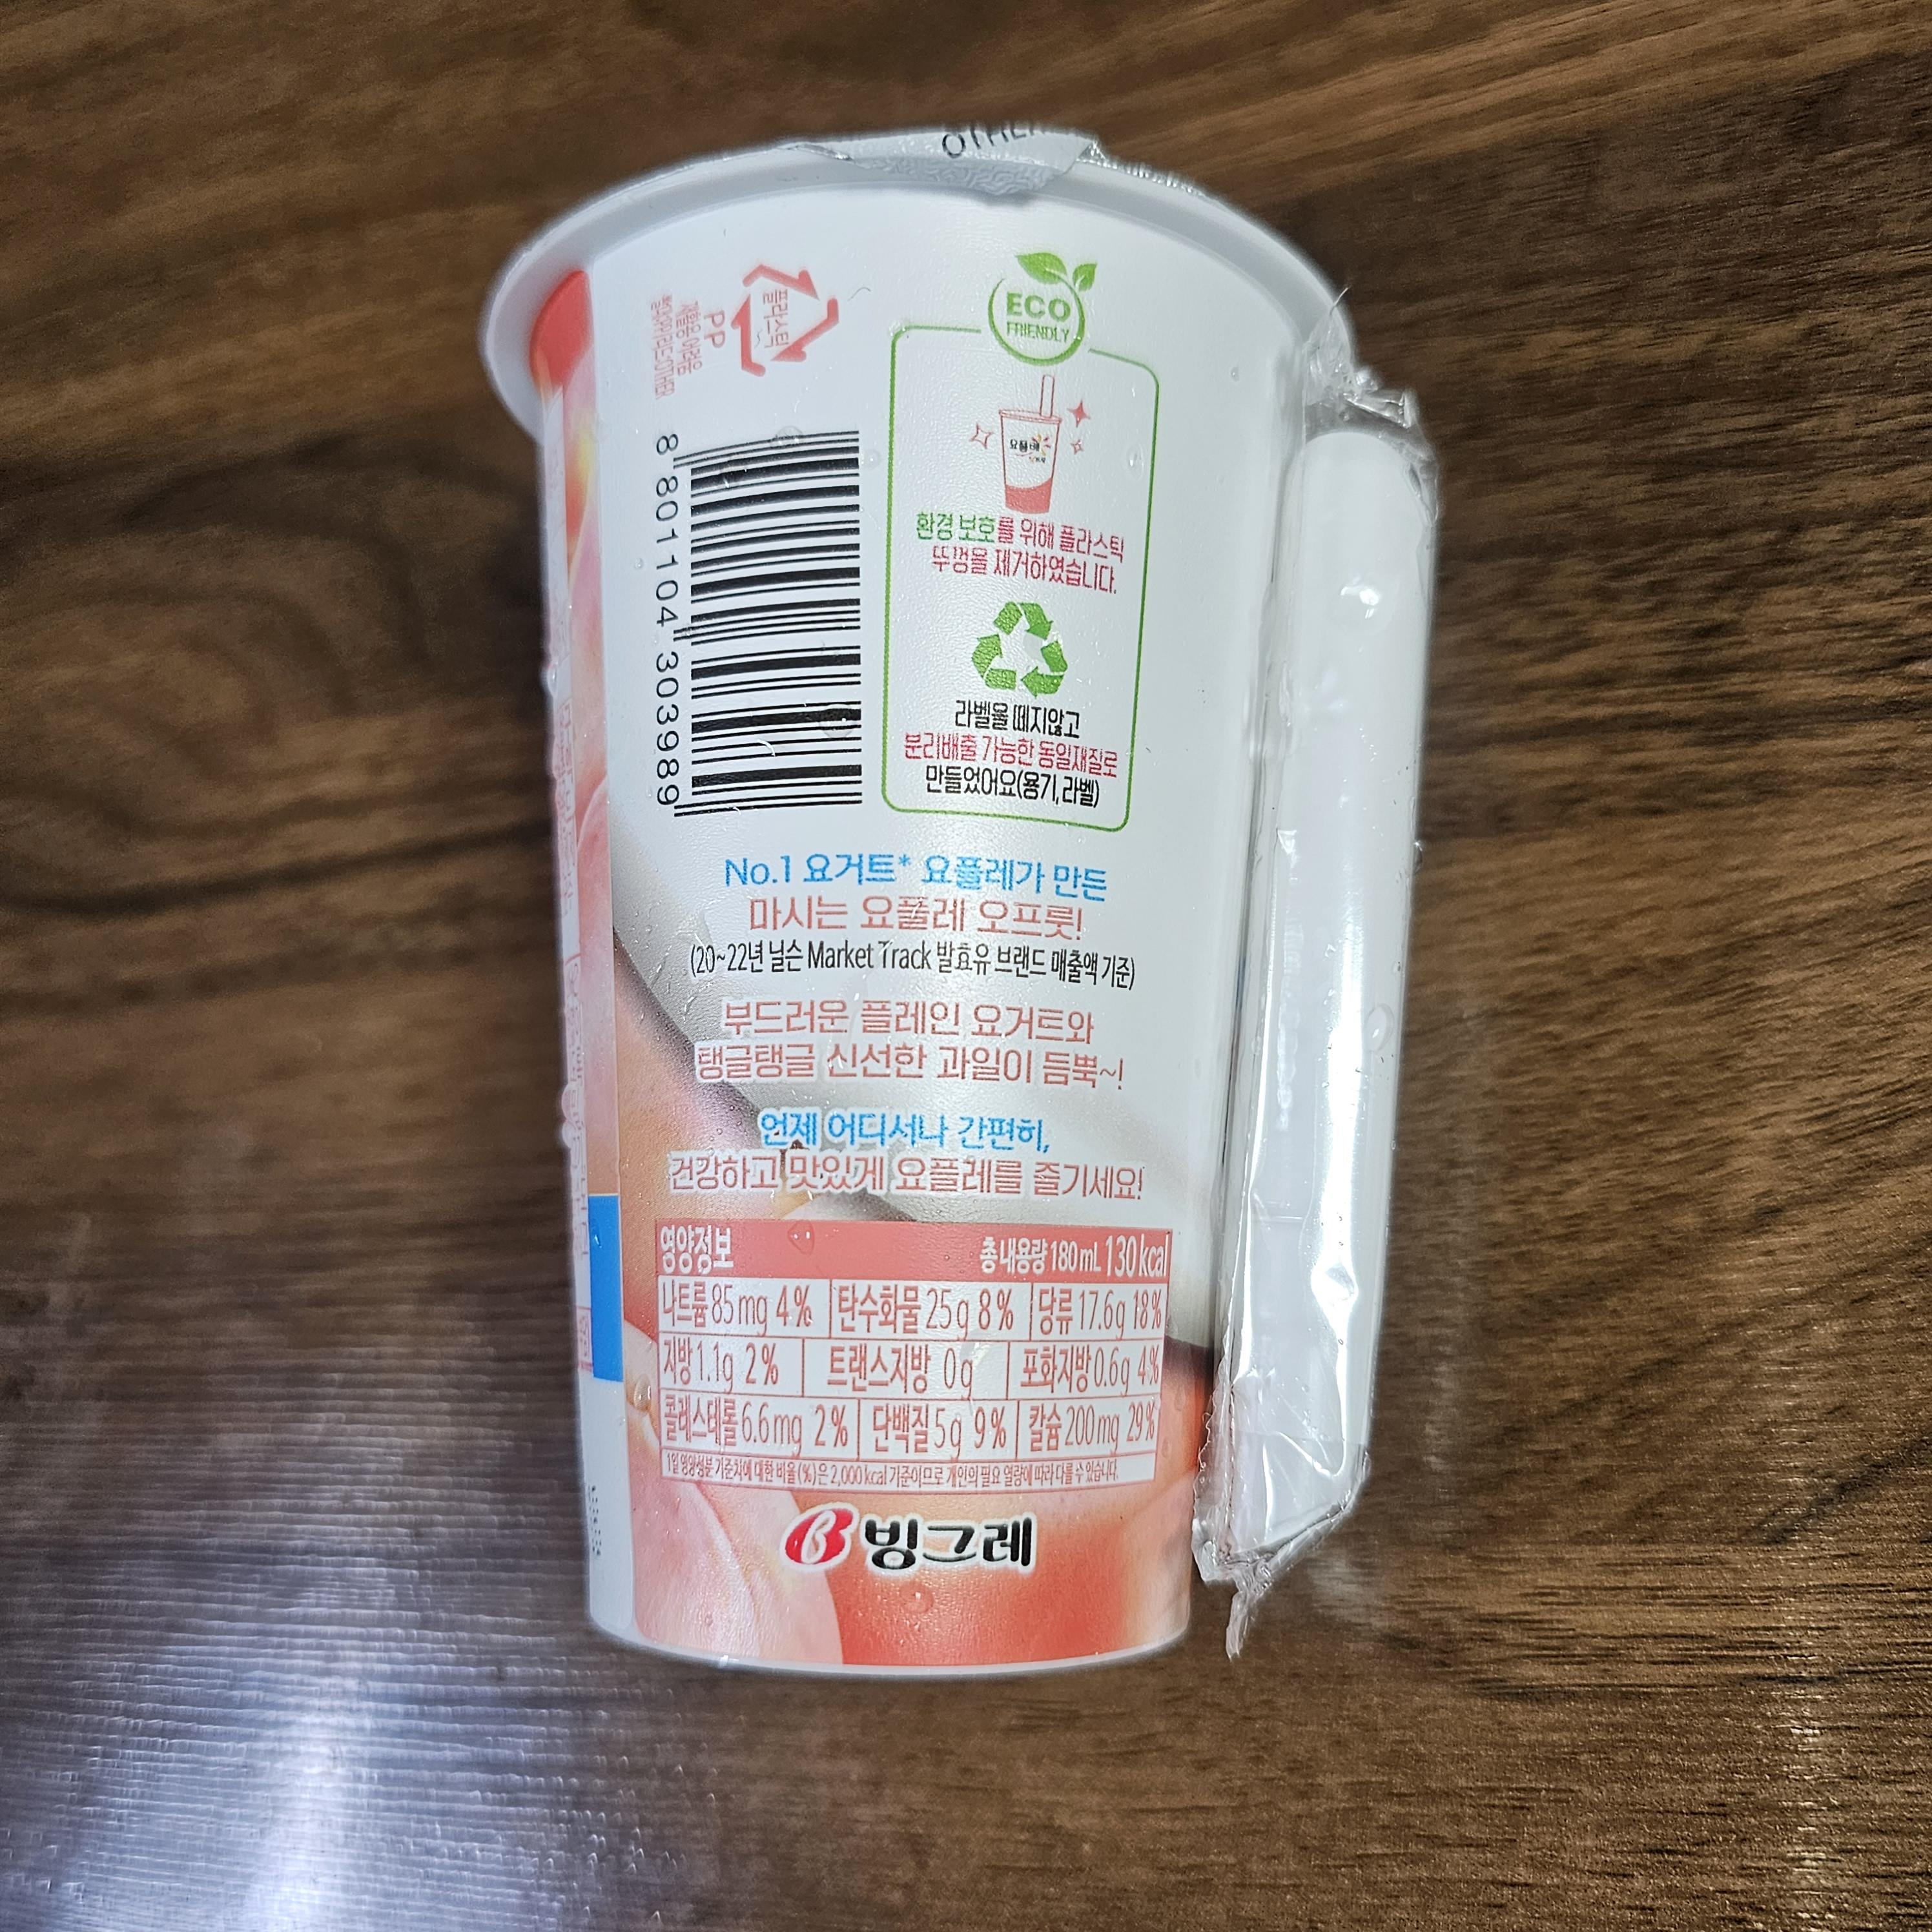 플라스틱
PP
재활용 어려움
ECO
FRIENDLY
환경 보호를 위해 플라스틱
뚜껑을 제거하였습니다.
라벨을 떼지않고
분리배출 가능한 동일재질로
만들었어요(용기,라벨)
8 801104 303989
No.1 요거트* 요플레가 만든
마시는 요플레 오프룻!
(20~22년 닐슨 Market Track 발효유 브랜드 매출액 기준)
부드러운 플레인 요거트와
탱글탱글 신선한 과일이 듬뿍~!
언제 어디서나 간편히,
건강하고 맛있게 요플레를 즐기세요!
영양정보 총 내용량 180mL 130kcal
나트륨 85mg 4% 탄수화물 25g 8% 당류 17.6g 18%
지방 1.1g 2% 트랜스지방 0g 포화지방 0.6g 4%
콜레스테롤 6.6mg 2% 단백질 5g 9% 칼슘 200mg 29%
1일 영양성분 기준치에 대한 비율(%)은 2,000kcal 기준이므로 개인의 필요 열량에 따라 다를 수 있습니다.
빙그레